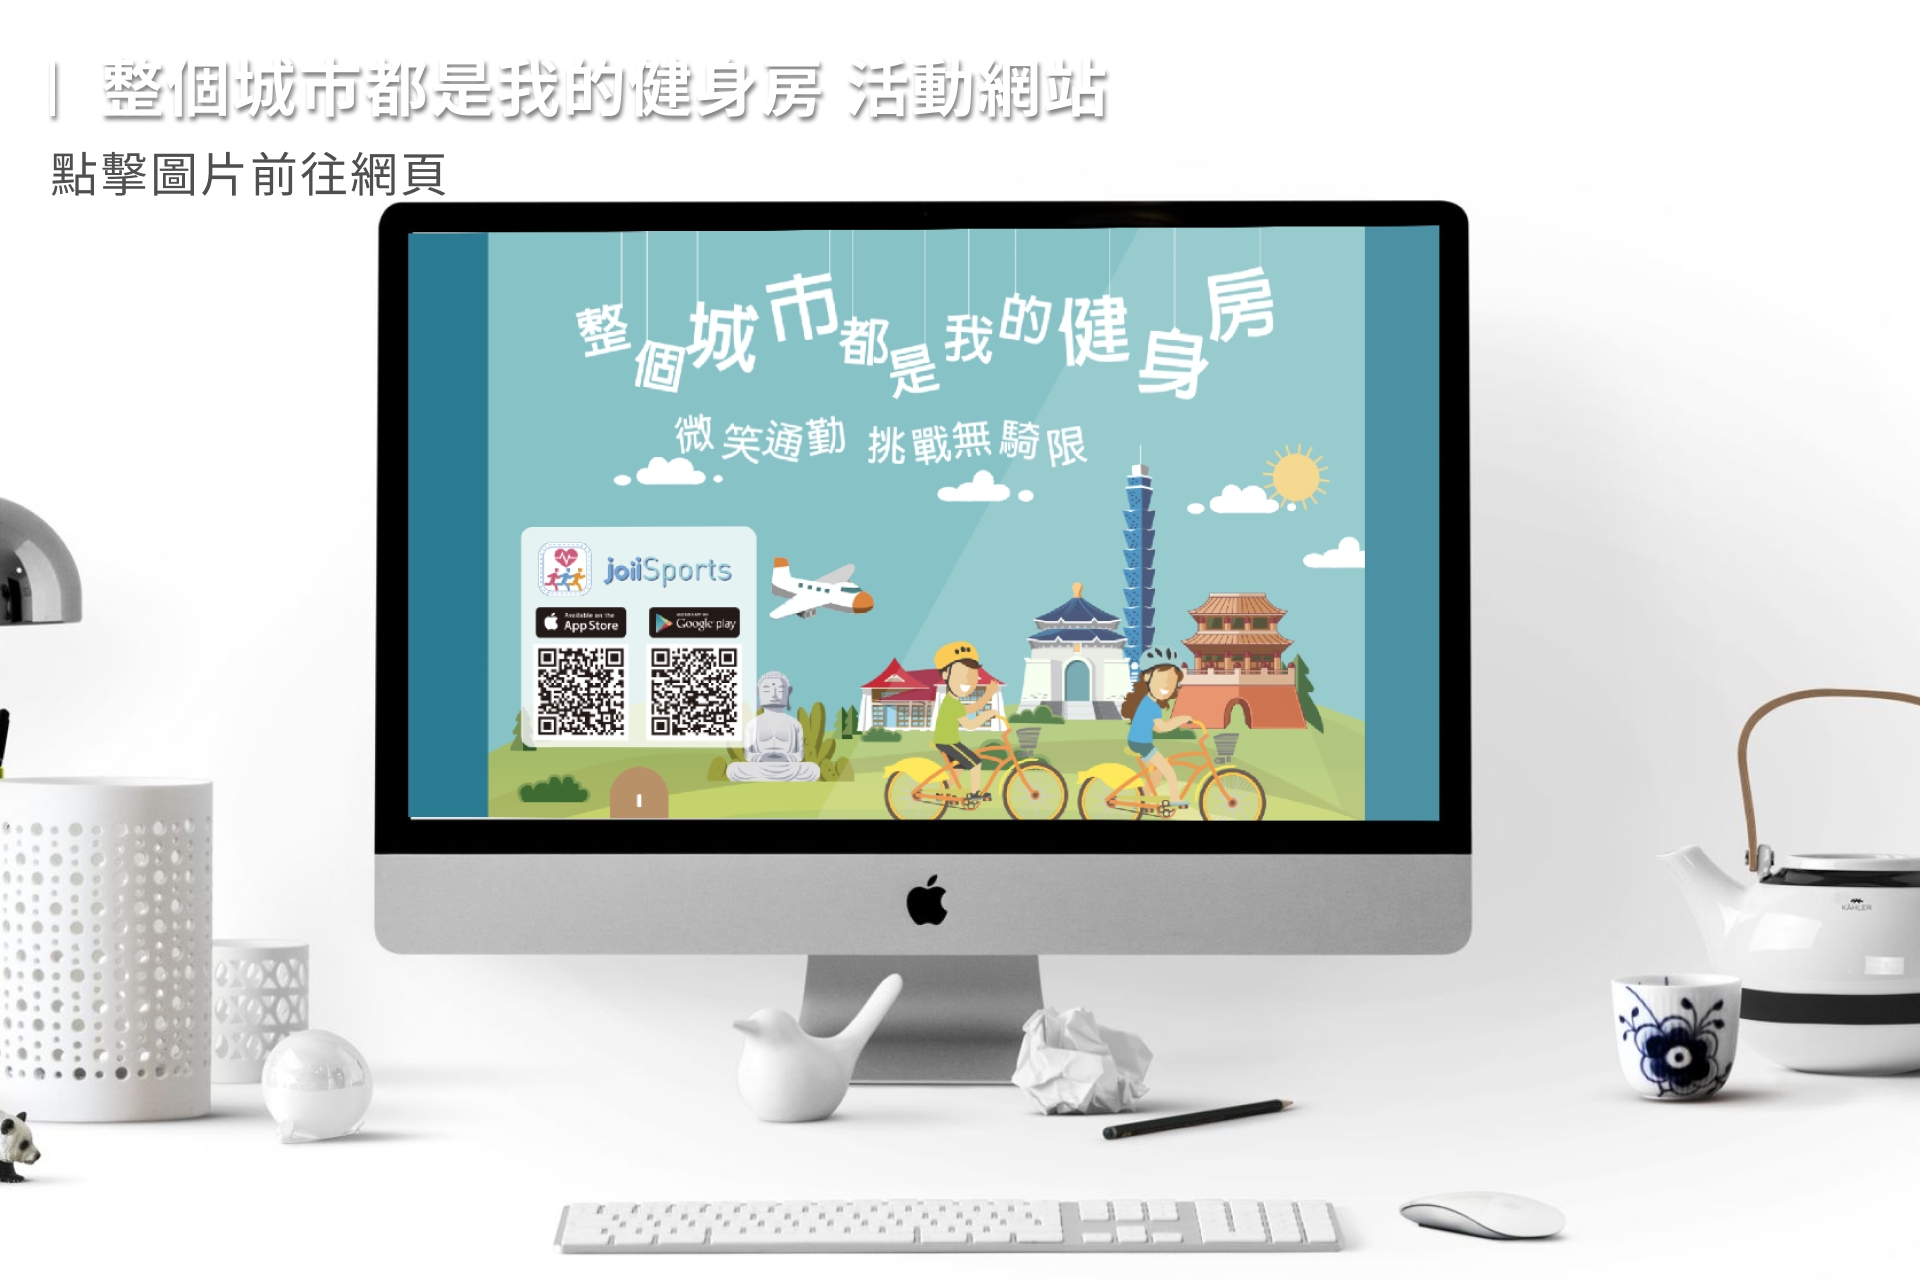 | 整個城市都是我的健身房 活動網站
點擊圖片前往網頁
整個城市都是我的健身房
微笑通勤 挑戰無騎限
joiiSports
Available on the
App Store
Google play
KÄHLER